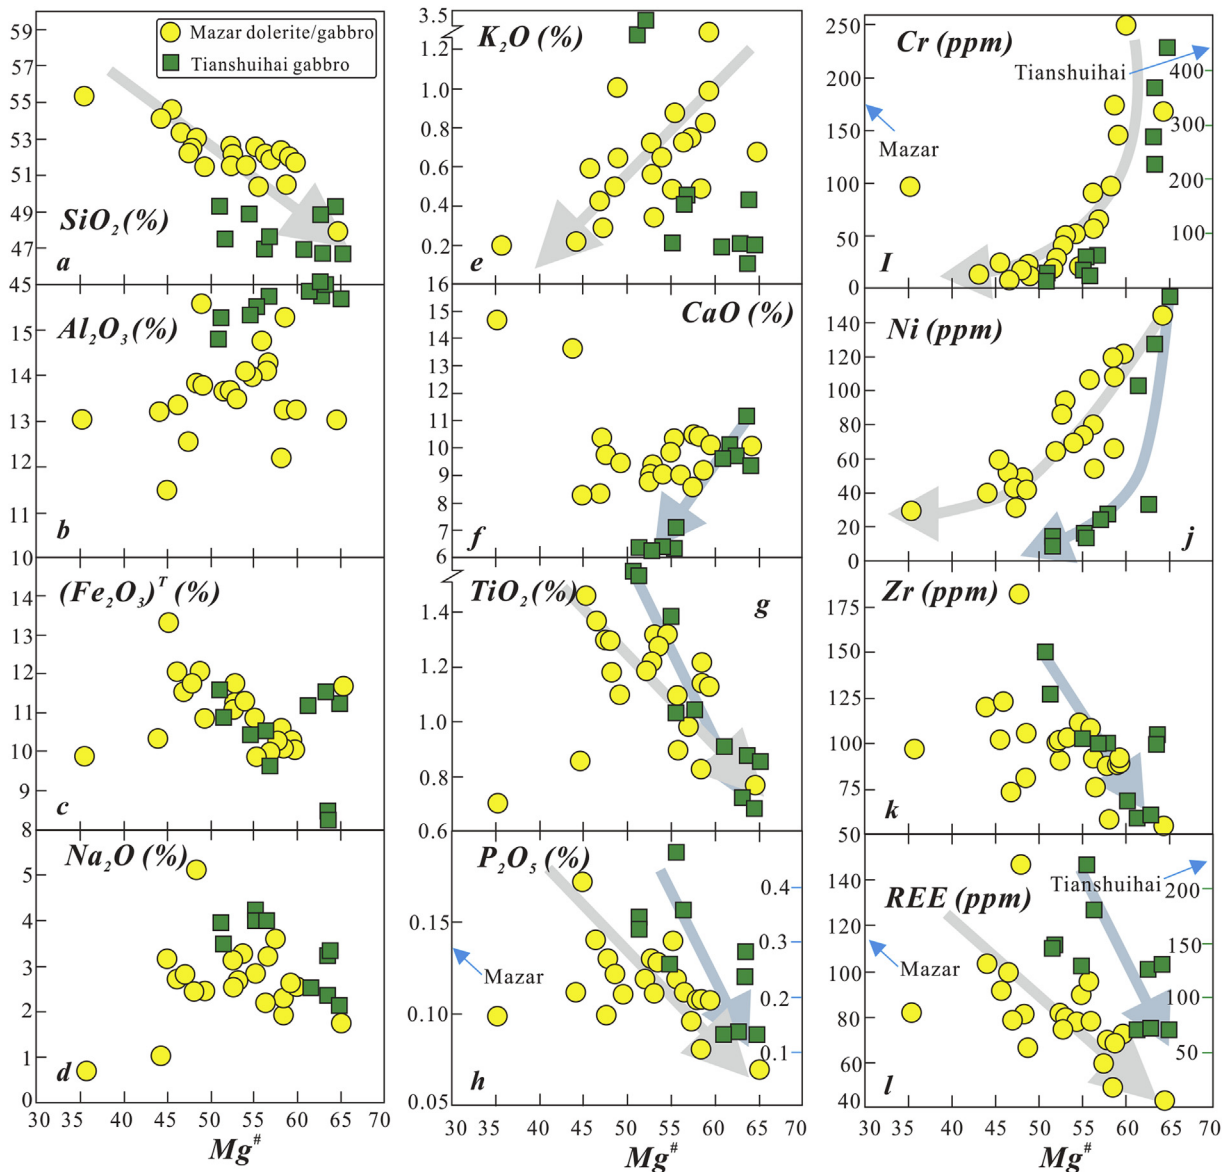 Mazar dolerite/gabbro
Tianshuihai gabbro
59
57
55
53
51
49
47
45
SiO2 (%)
a
Al2O3 (%)
15
14
13
12
11
10
b
(Fe2O3)T (%)
14
13
12
11
10
9
8
c
Na2O (%)
5
4
3
2
1
0
d
30 35 40 45 50 55 60 65 70
Mg#
3.5
1.2
1.0
0.8
0.6
0.4
0.2
K2O (%)
e
16
15
14
13
12
11
10
9
8
7
6
CaO (%)
f
TiO2 (%)
g
1.4
1.2
1.0
0.8
0.6
P2O5 (%)
0.15
0.10
0.05
Mazar
0.4
0.3
0.2
0.1
h
30 35 40 45 50 55 60 65 70
Mg#
250
200
150
100
50
0
Cr (ppm)
Tianshuihai
Mazar
400
300
200
100
I
Ni (ppm)
140
120
100
80
60
40
20
0
j
Zr (ppm)
175
150
125
100
75
50
k
REE (ppm)
Tianshuihai
Mazar
140
120
100
80
60
40
200
150
100
50
l
30 35 40 45 50 55 60 65 70
Mg#